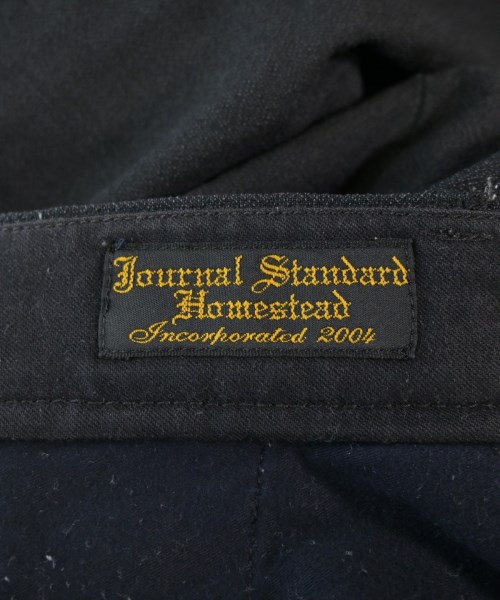 Journal Standard
Homestead
Incorporated 2004